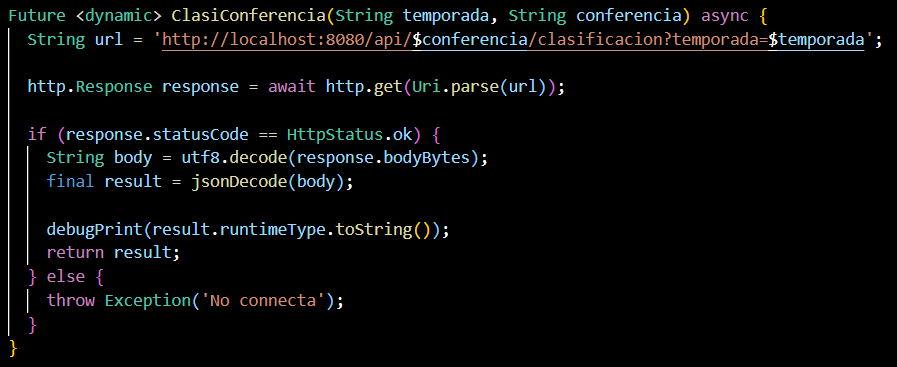 Future <dynamic> ClasiConferencia(String temporada, String conferencia) async {
String url = 'http://localhost:8080/api/$conferencia/clasificacion?temporada=$temporada';
http.Response response = await http.get(Uri.parse(url));
if (response.statusCode == HttpStatus.ok) {
String body = utf8.decode(response.bodyBytes);
final result = jsonDecode(body);
debugPrint(result.runtimeType.toString());
return result;
} else {
throw Exception('No connecta');
}
}